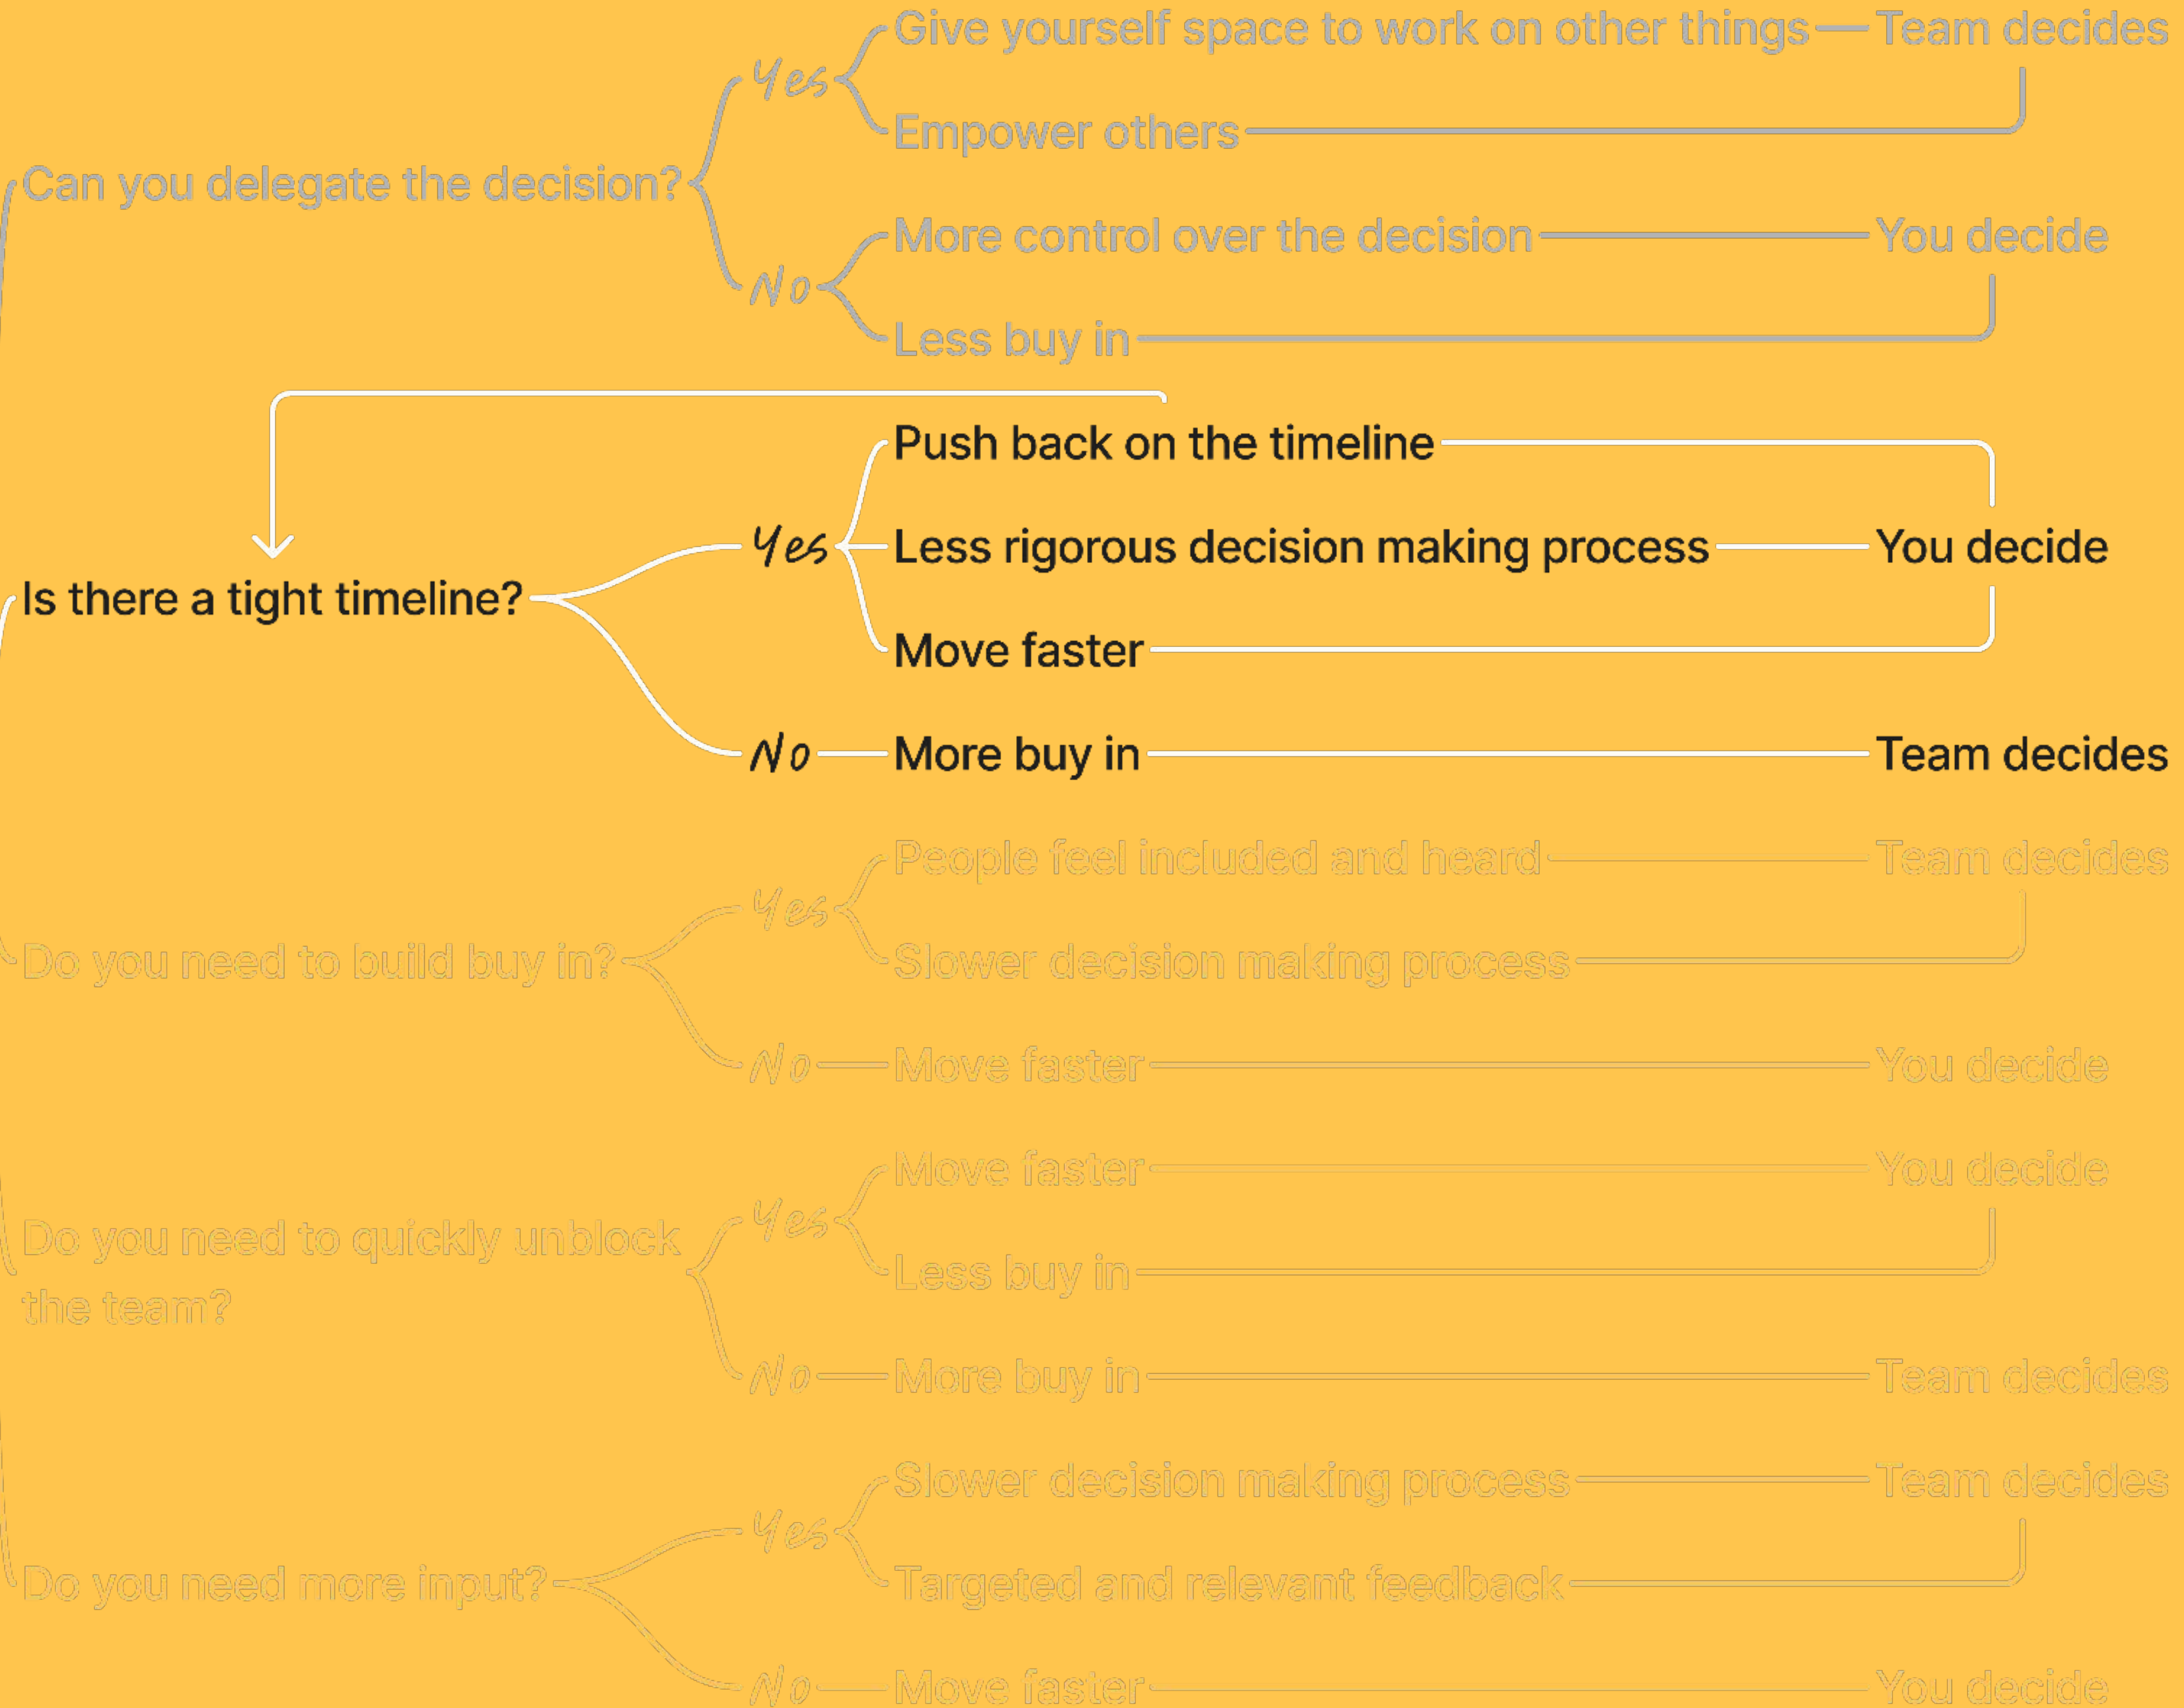 Give yourself space to work on other things Team decides
Yes
Empower others
Can you delegate the decision?
More control over the decision You decide
No
Less buy in
Push back on the timeline
Yes Less rigorous decision making process You decide
Is there a tight timeline?
Move faster
No More buy in Team decides
People feel included and heard Team decides
Yes
Do you need to build buy in? Slower decision making process
No Move faster You decide
Move faster You decide
Yes
Do you need to quickly unblock
Less buy in
the team?
No More buy in Team decides
Slower decision making process Team decides
Yes
Do you need more input? Targeted and relevant feedback
No Move faster You decide